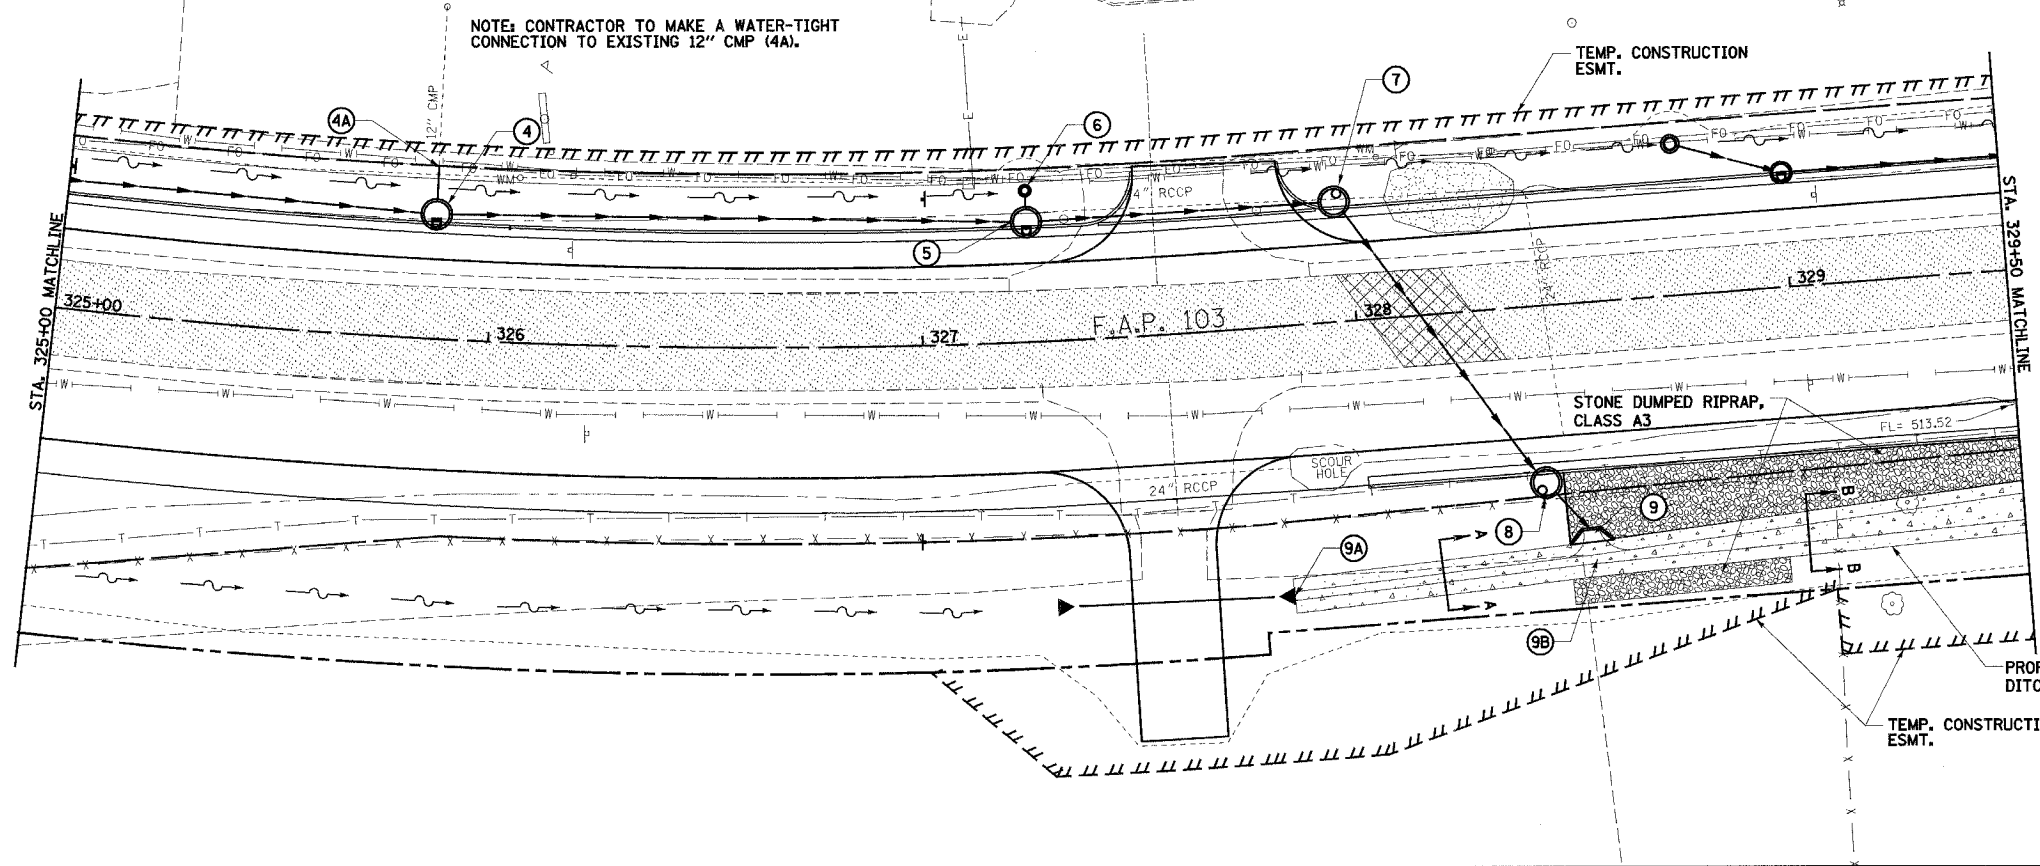 NOTE: CONTRACTOR TO MAKE A WATER-TIGHT
CONNECTION TO EXISTING 12" CMP (4A).
TEMP. CONSTRUCTION
ESMT.
12" CMP
4A
4
6
7
5
4" RCCP
24" RCCP
STA. 325+00 MATCHLINE
STA. 329+50 MATCHLINE
325+00
326
327
328
329
F.A.P. 103
STONE DUMPED RIPRAP,
CLASS A3
FL= 513.52
SCOUR
HOLE
24" RCCP
8
9
9A
9B
A
A
B
B
PROP
DITC
TEMP. CONSTRUCTI
ESMT.